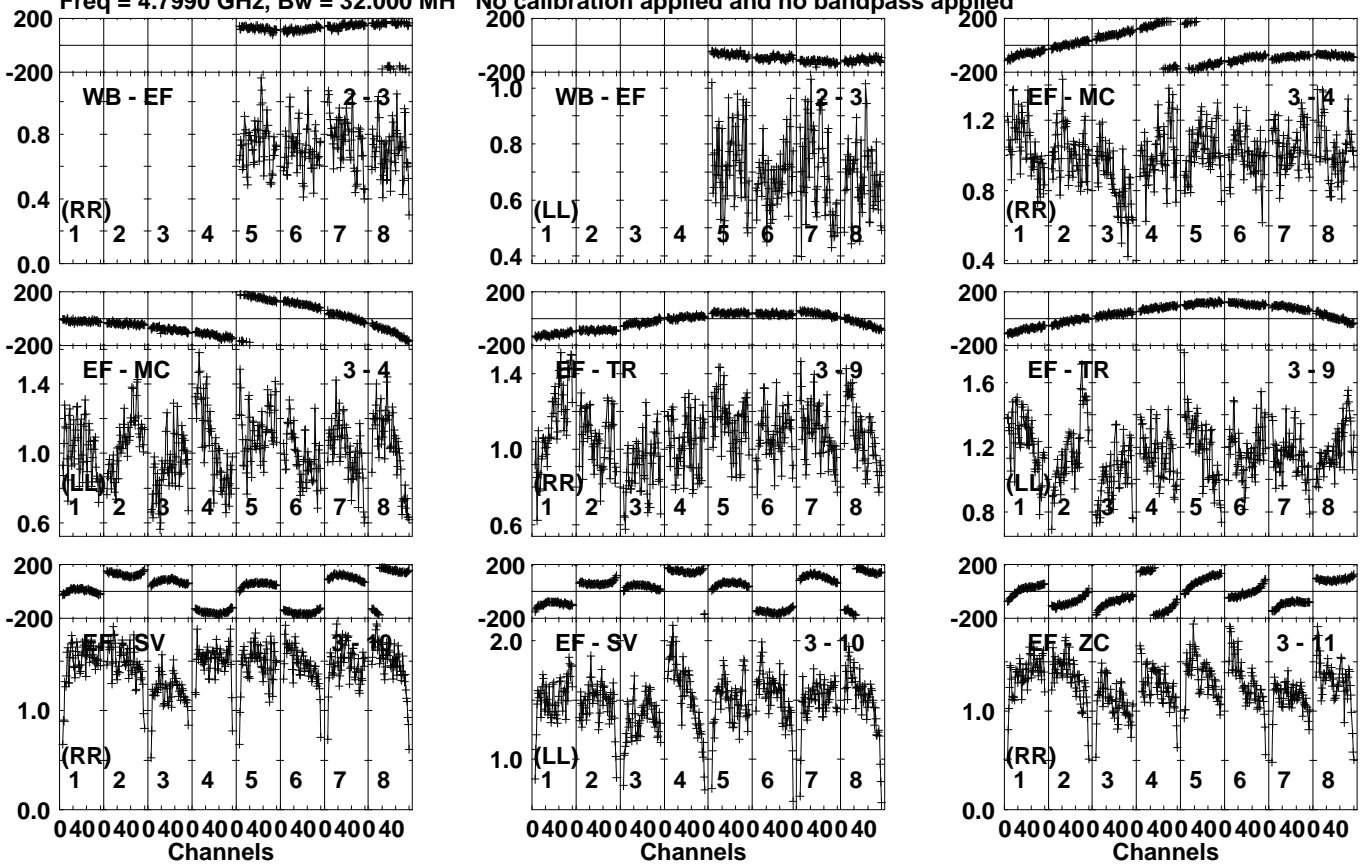 Freq = 4.7990 GHz, Bw = 32.000 MH No calibration applied and no bandpass applied
200 200 200
-200 -200 -200
WB - EF 2 - 3 1.0 WB - EF 2 - 3 EF - MC 3 - 4
1.2
0.8 0.8
0.8
0.4 0.6
(RR) (LL) (RR)
1 2 3 4 5 6 7 8 1 2 3 4 5 6 7 8 1 2 3 4 5 6 7 8
0.0 0.4 0.4
200 200 200
-200 -200 -200
EF - MC 3 - 4 EF - TR 3 - 9 EF - TR 3 - 9
1.4 1.4 1.6
1.0 1.0 1.2
(LL) (RR) (LL)
1 2 3 4 5 6 7 8 1 2 3 4 5 6 7 8 1 2 3 4 5 6 7 8
0.6 0.6 0.8
200 200 200
-200 -200 -200
EF - SV 3 - 10 2.0 EF - SV 3 - 10 EF - ZC 3 - 11
1.0 1.0 1.0
(RR) (LL) (RR)
1 2 3 4 5 6 7 8 1 2 3 4 5 6 7 8 1 2 3 4 5 6 7 8
0.0 0.0
0 40 0 40 0 40 0 40 0 40 0 40 0 40 0 40 0 40 0 40 0 40 0 40 0 40 0 40 0 40 0 40 0 40 0 40 0 40 0 40 0 40 0 40 0 40 0 40
Channels Channels Channels